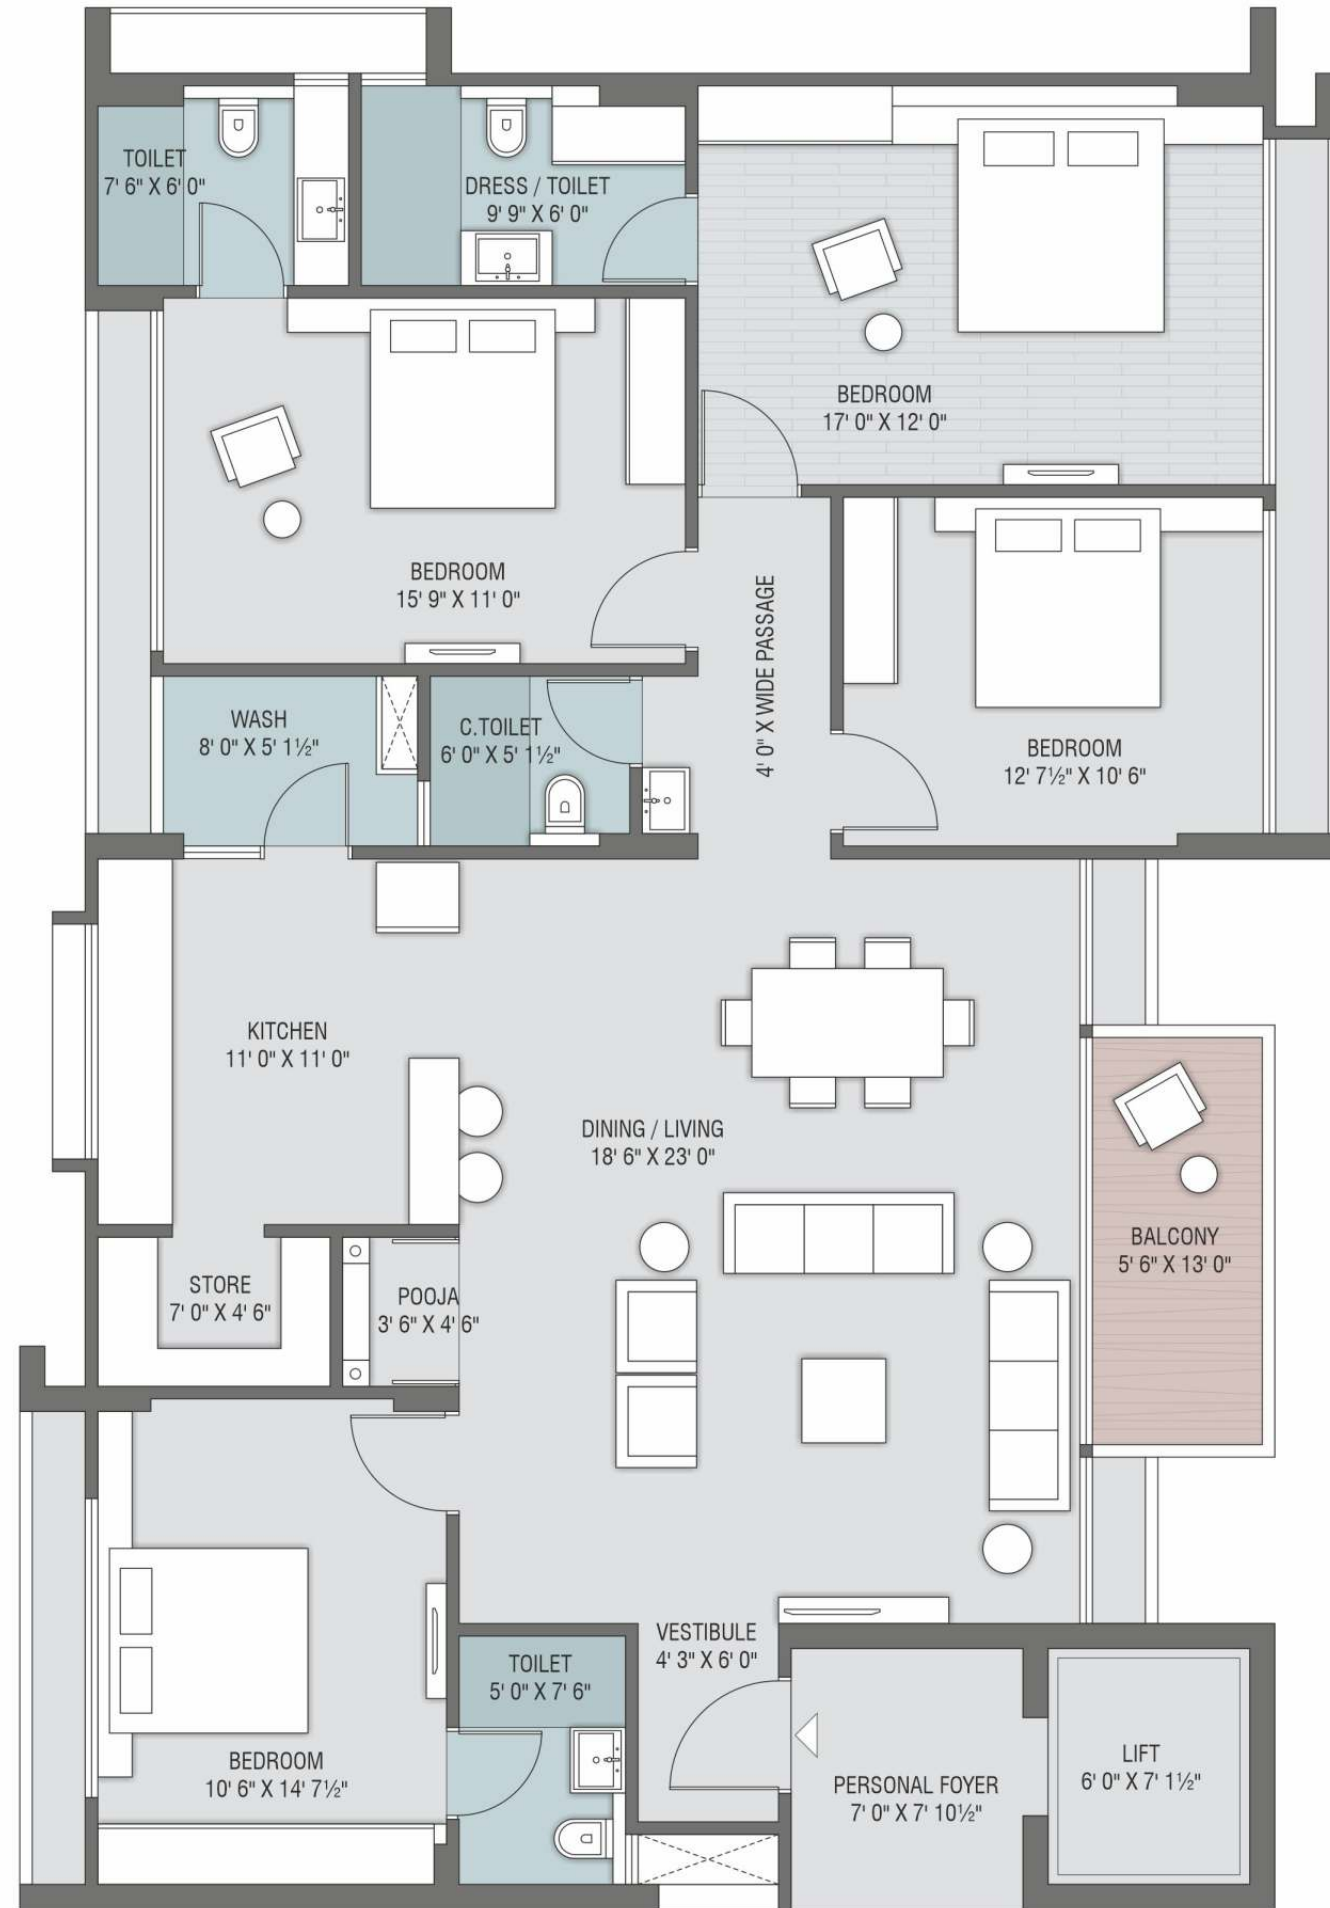 TOILET
7' 6" X 6' 0"
DRESS / TOILET
9' 9" X 6' 0"
BEDROOM
17' 0" X 12' 0"
BEDROOM
15' 9" X 11' 0"
4' 0" X WIDE PASSAGE
WASH
8' 0" X 5' 1½"
C.TOILET
6' 0" X 5' 1½"
BEDROOM
12' 7½" X 10' 6"
KITCHEN
11' 0" X 11' 0"
DINING / LIVING
18' 6" X 23' 0"
BALCONY
5' 6" X 13' 0"
STORE
7' 0" X 4' 6"
POOJA
3' 6" X 4' 6"
VESTIBULE
4' 3" X 6' 0"
TOILET
5' 0" X 7' 6"
BEDROOM
10' 6" X 14' 7½"
PERSONAL FOYER
7' 0" X 7' 10½"
LIFT
6' 0" X 7' 1½"